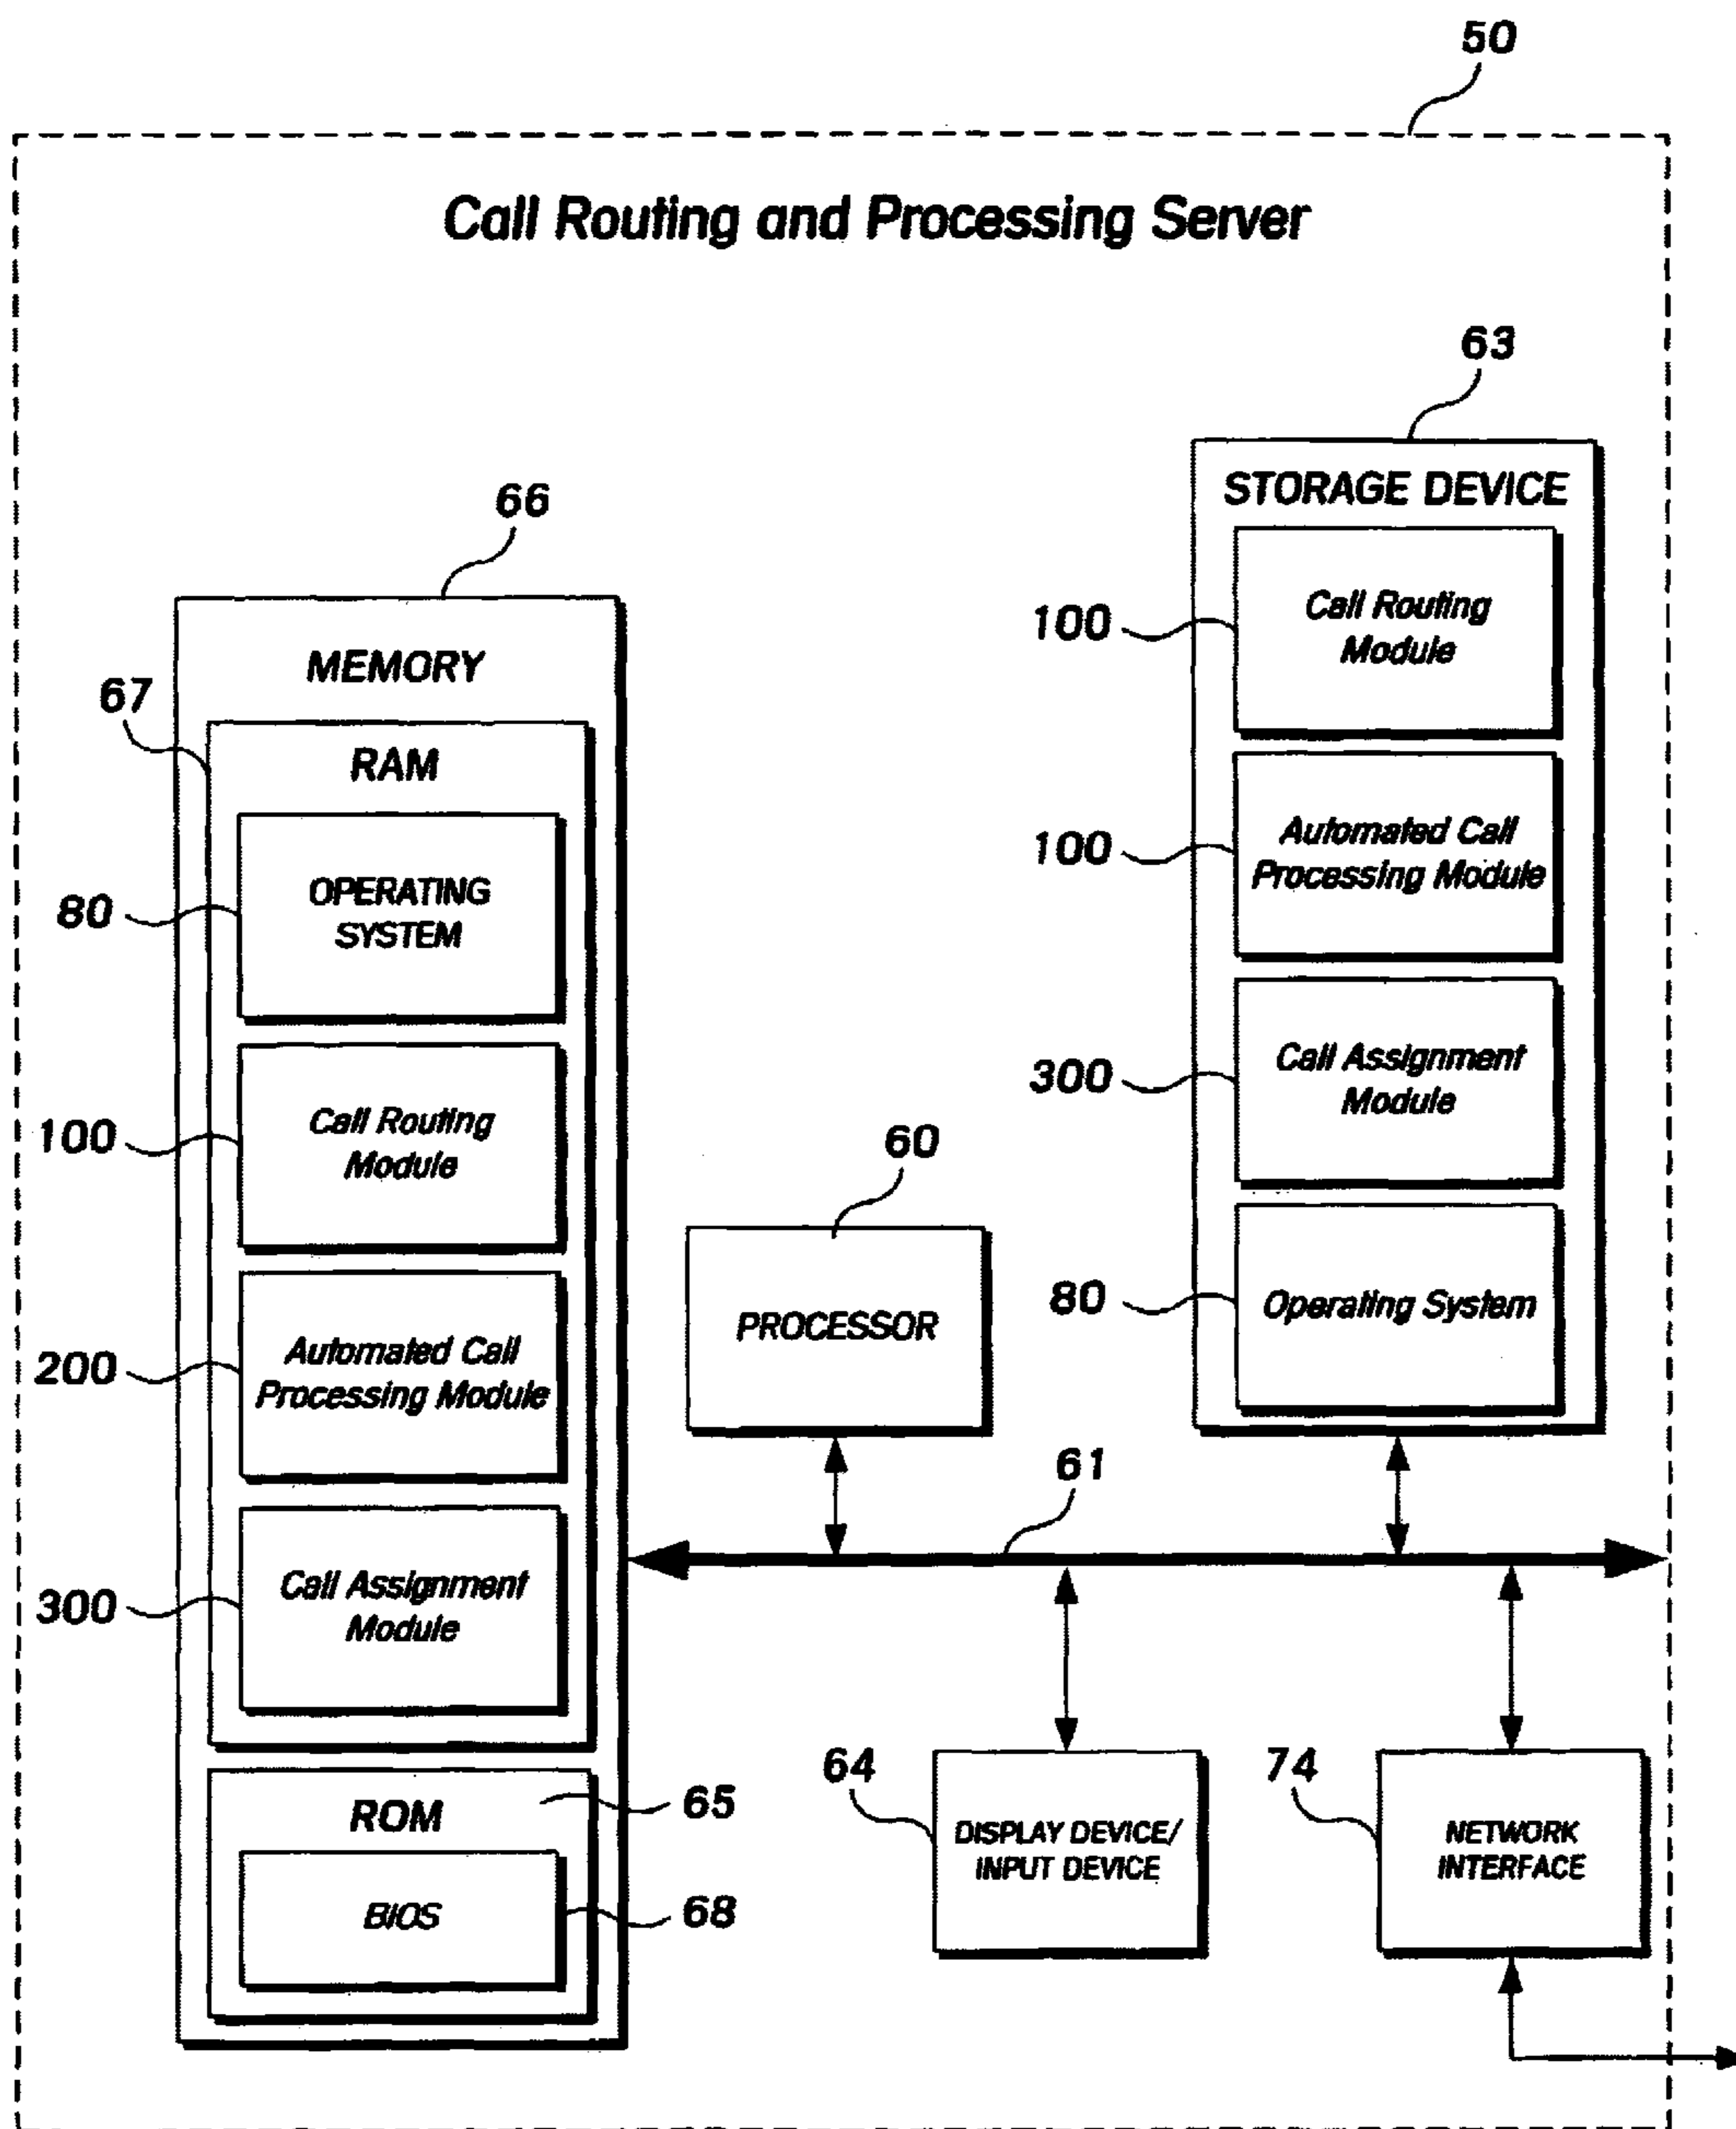 50
Call Routing and Processing Server
63
STORAGE DEVICE
100
Call Routing
Module
100
Automated Call
Processing Module
300
Call Assignment
Module
80
Operating System
66
MEMORY
67
RAM
80
OPERATING
SYSTEM
100
Call Routing
Module
200
Automated Call
Processing Module
300
Call Assignment
Module
ROM
65
BIOS
68
60
PROCESSOR
61
64
DISPLAY DEVICE/
INPUT DEVICE
74
NETWORK
INTERFACE